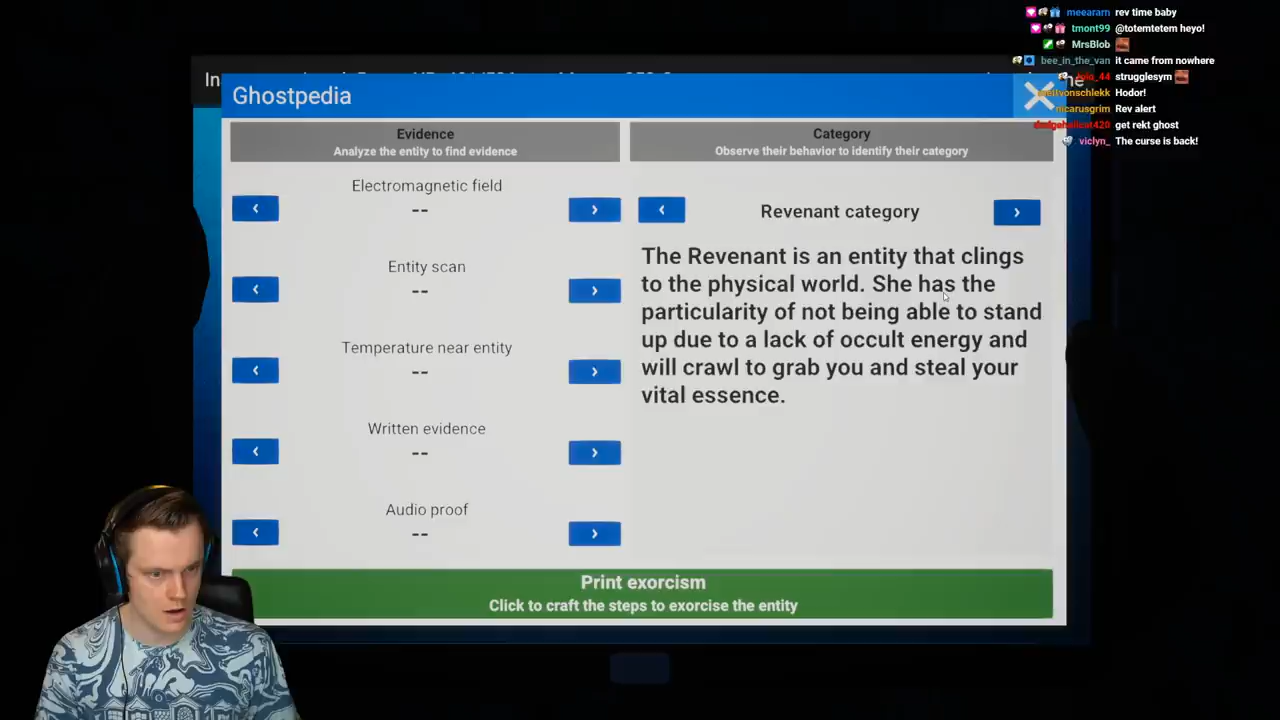 meearam rev time baby
tmont99 @totemtetem heyo!
MrsBlob
bee_in_the_van it came from nowhere
strugglesym
Hodor!
Rev alert
get rekt ghost
viclyn_ The curse is back!
In
Ghostpedia
Evidence
Analyze the entity to find evidence
Category
Observe their behavior to identify their category
Electromagnetic field
--
Entity scan
--
Temperature near entity
--
Written evidence
--
Audio proof
--
Revenant category
The Revenant is an entity that clings
to the physical world. She has the
particularity of not being able to stand
up due to a lack of occult energy and
will crawl to grab you and steal your
vital essence.
Print exorcism
Click to craft the steps to exorcise the entity